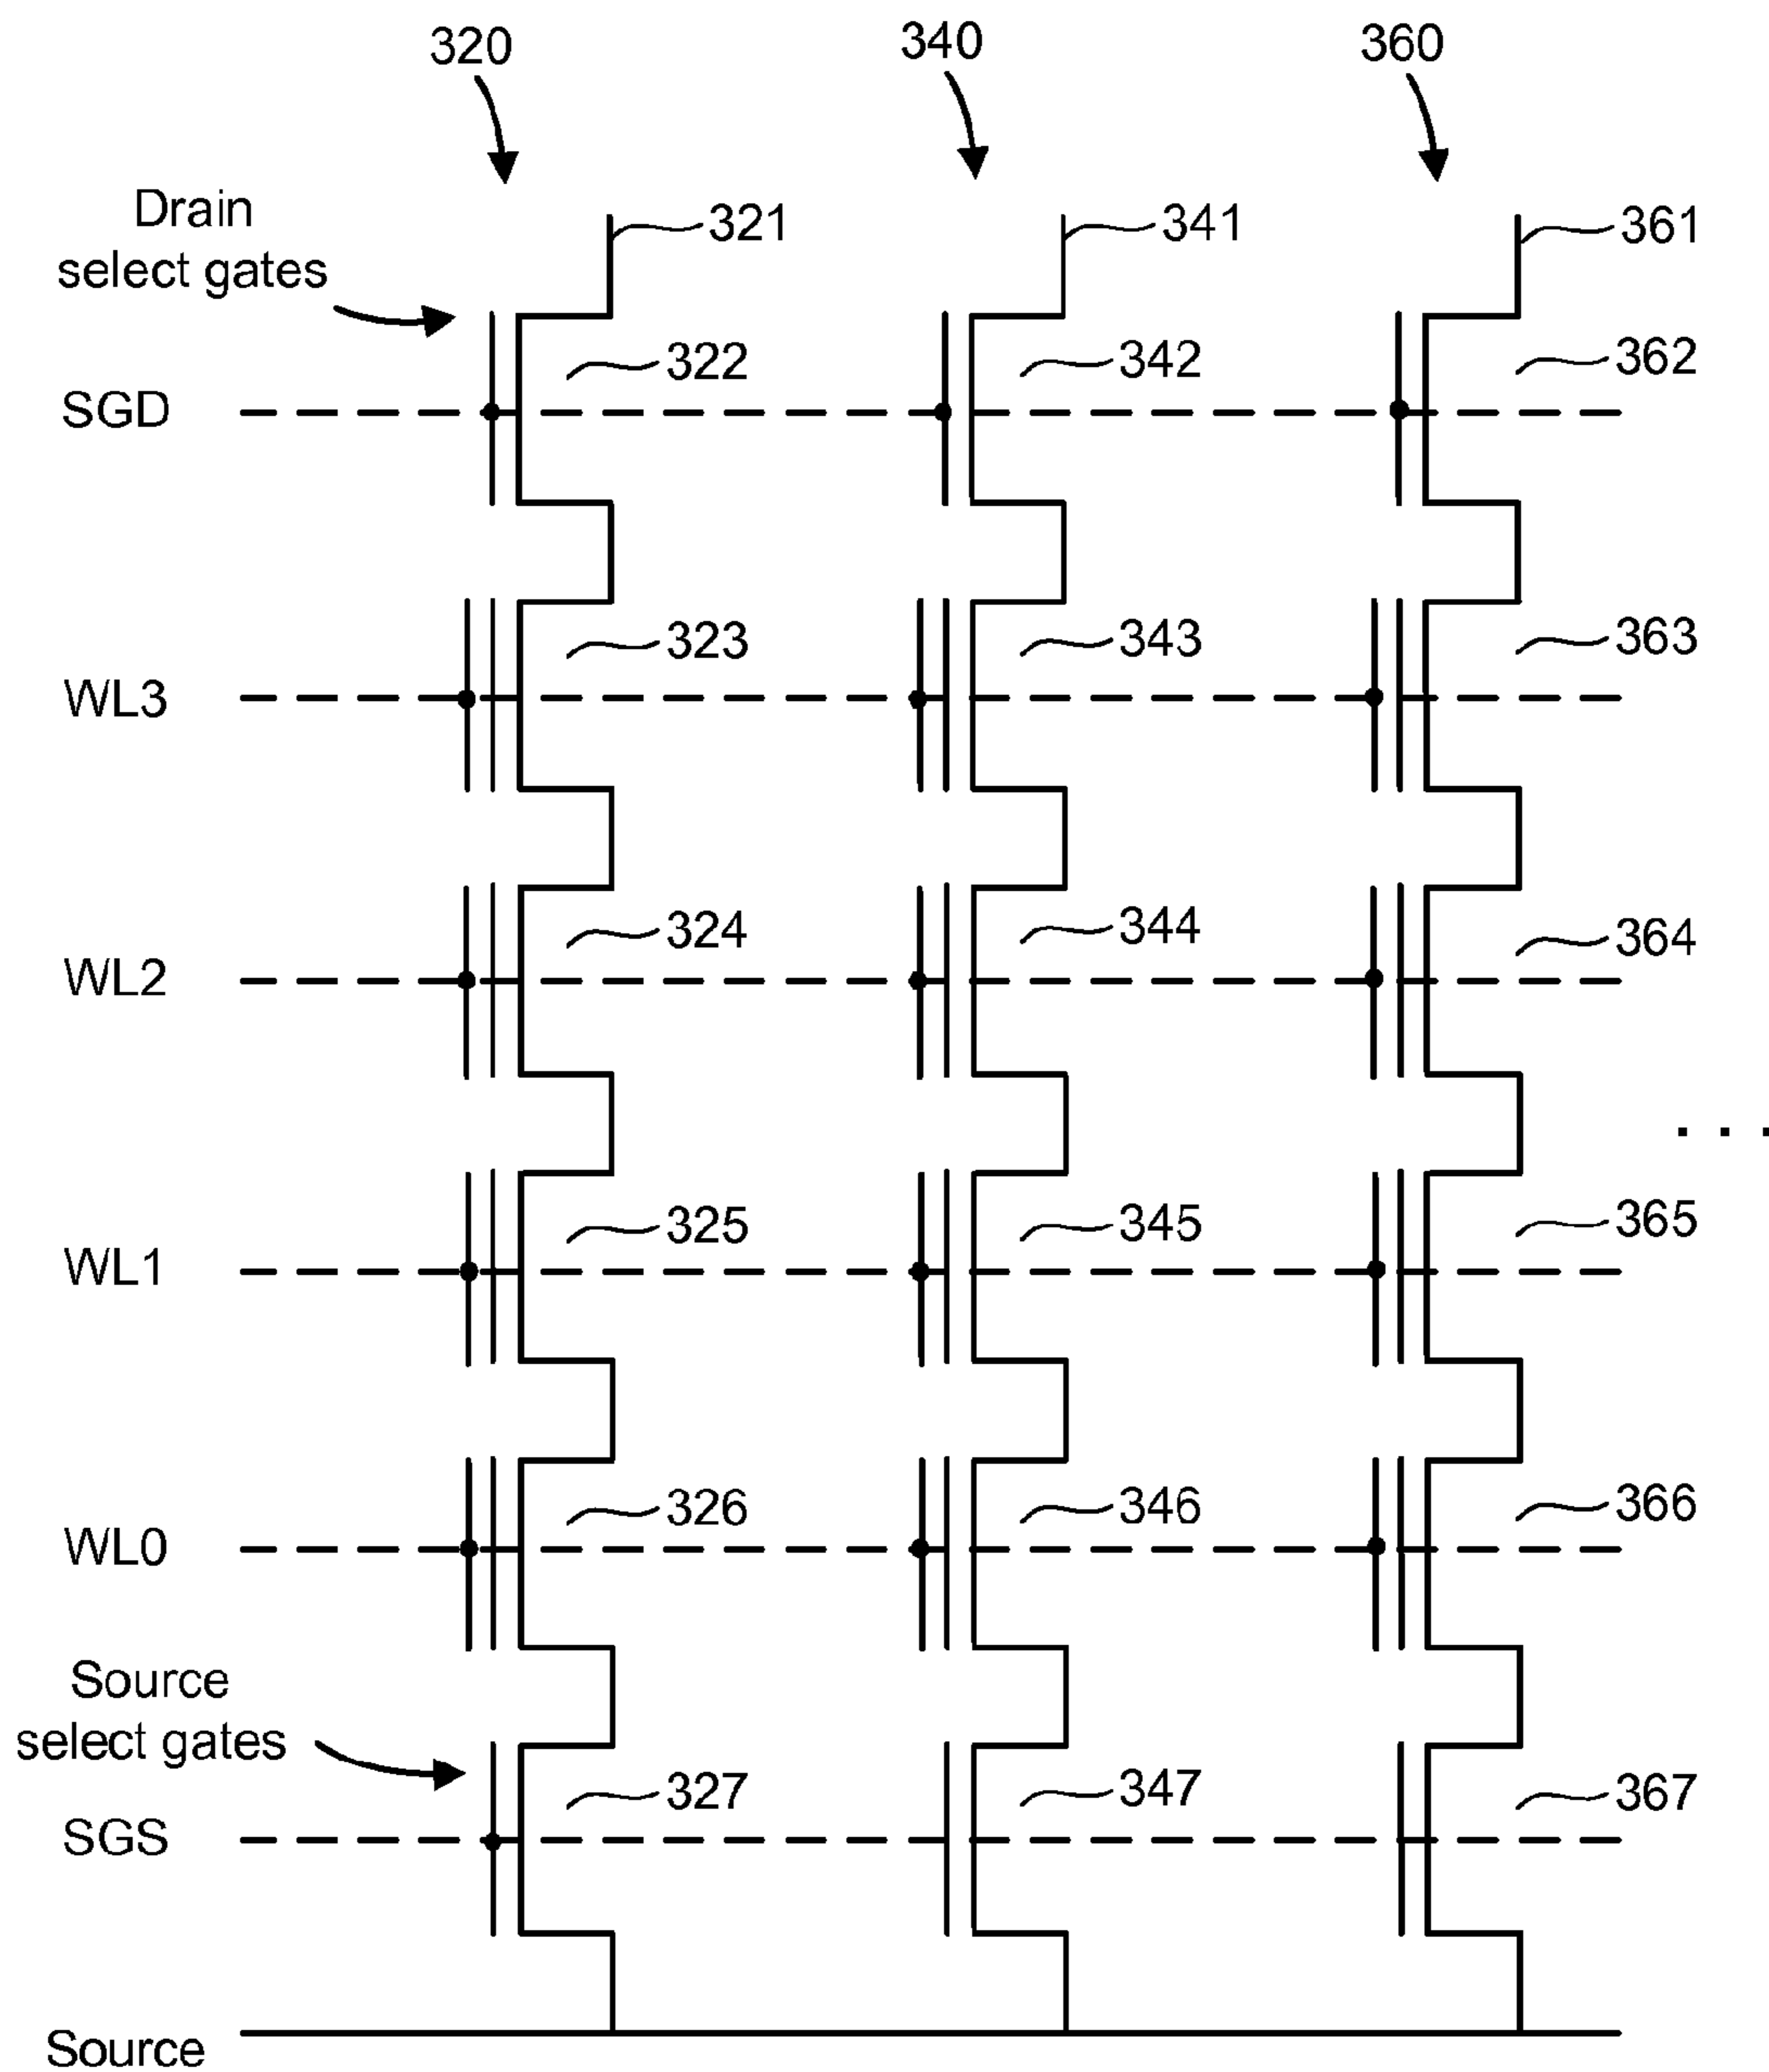 320 340 360
Drain
select gates
321 341 361
322 342 362
SGD
323 343 363
WL3
324 344 364
WL2
. . .
325 345 365
WL1
326 346 366
WL0
Source
select gates
327 347 367
SGS
Source